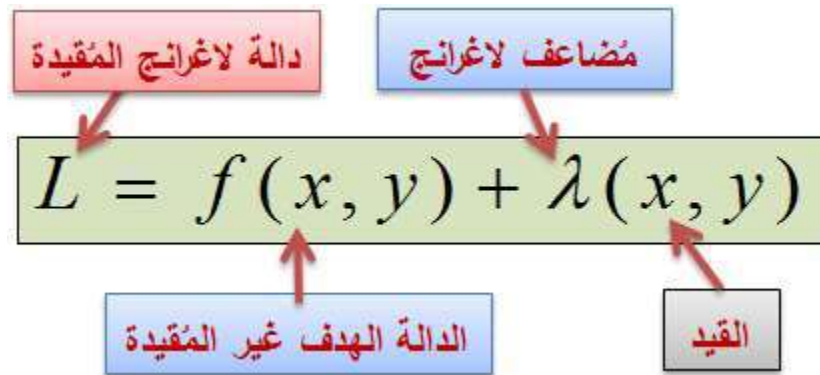 دالة لاغرانج المُقيدة
مُضاعف لاغرانج
L = f(x, y) + λ(x, y)
الدالة الهدف غير المُقيدة
القيد